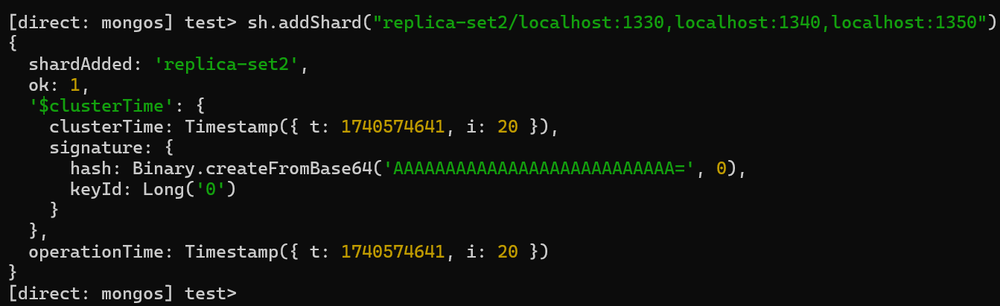 [direct: mongos] test> sh.addShard("replica-set2/localhost:1330,localhost:1340,localhost:1350")
{
  shardAdded: 'replica-set2',
  ok: 1,
  '$clusterTime': {
    clusterTime: Timestamp({ t: 1740574641, i: 20 }),
    signature: {
      hash: Binary.createFromBase64('AAAAAAAAAAAAAAAAAAAAAAAAAAA=', 0),
      keyId: Long('0')
    }
  },
  operationTime: Timestamp({ t: 1740574641, i: 20 })
}
[direct: mongos] test>